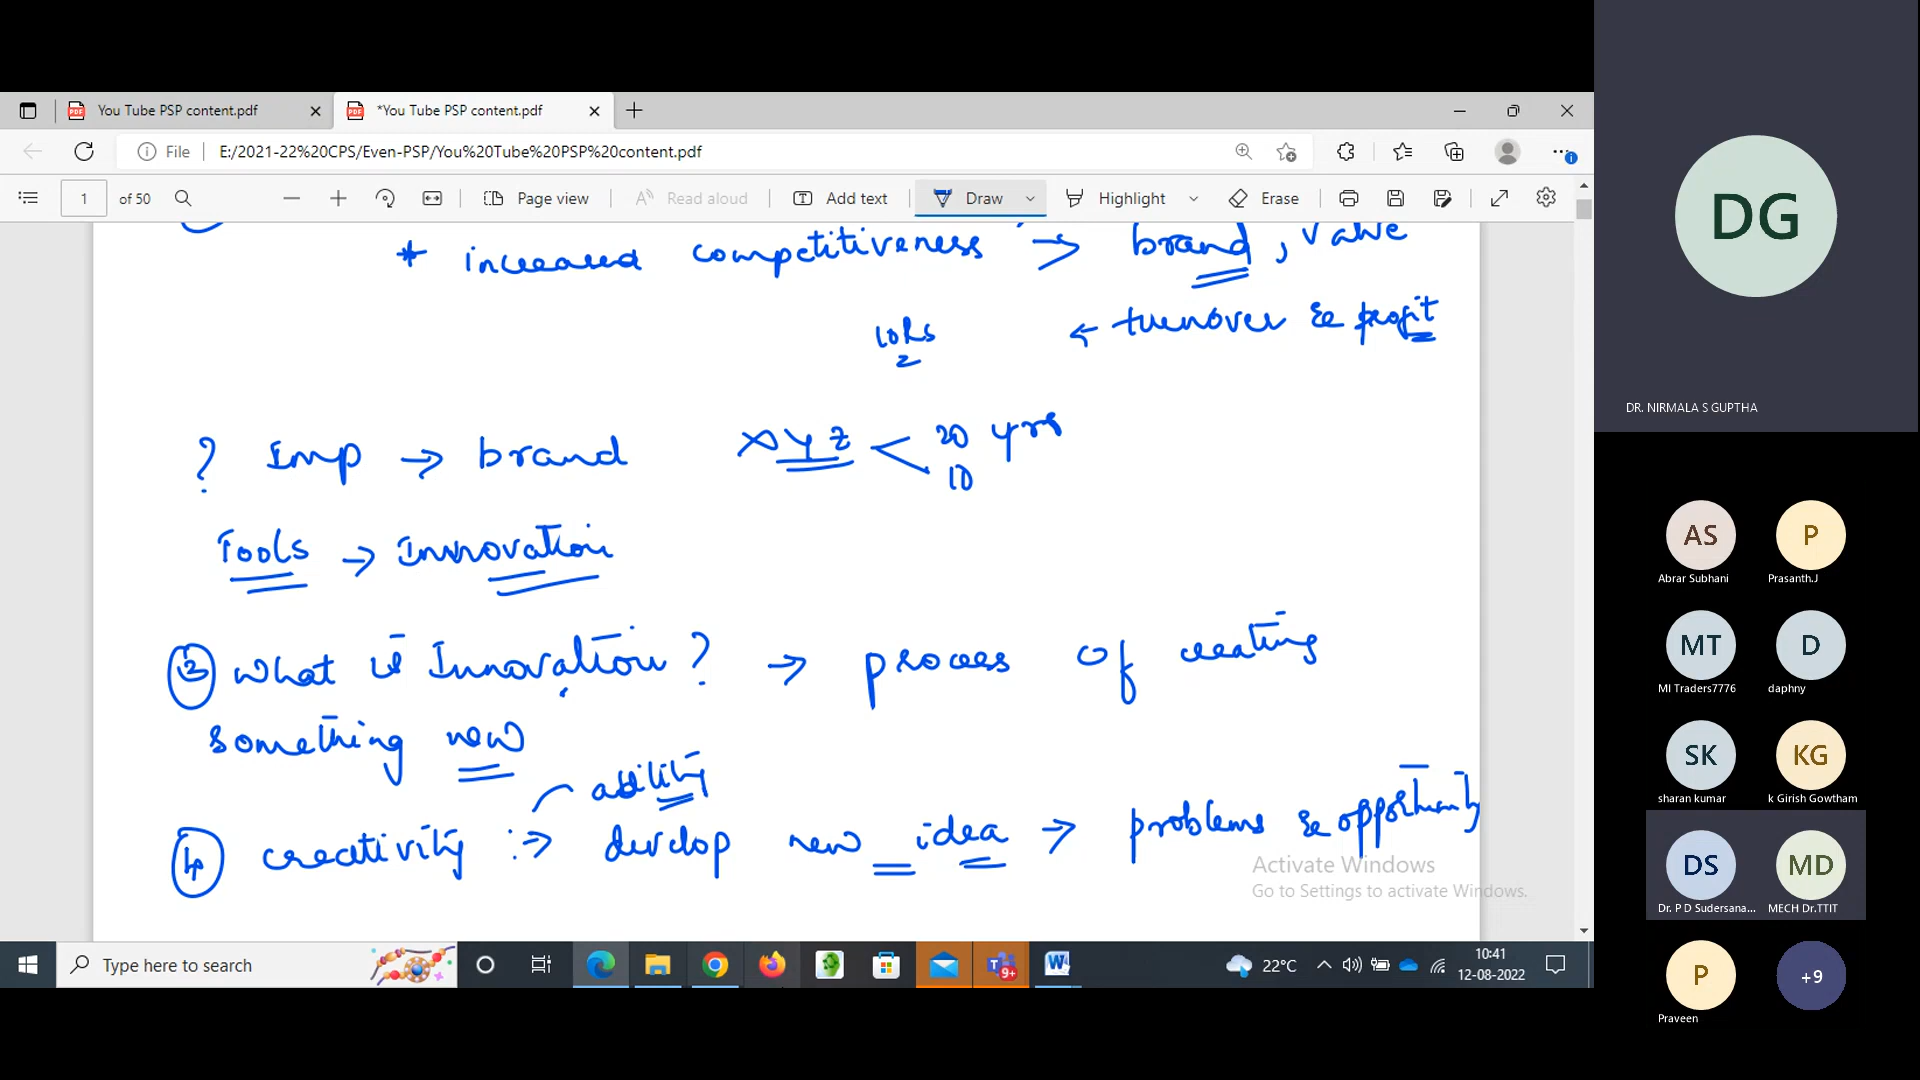 You Tube PSP content.pdf
*You Tube PSP content.pdf
File E:/2021-22%20CPS/Even-PSP/You%20Tube%20PSP%20content.pdf
1 of 50 Page view Read aloud Add text Draw Highlight Erase
* increased competitiveness → brand, value
← turnover & profit
10Rs
? Imp → brand XYZ < 20 yrs
10
Tools → Innovation
What is Innovation? → process of creating
something new
ability
4 creativity :→ develop new idea → problems & opportunity
Activate Windows
Go to Settings to activate Windows.
Type here to search
22°C
10:41
12-08-2022
9+
DG
DR. NIRMALA S GUPTHA
AS P
Abrar Subhani Prasanth.J
MT D
MI Traders7776 daphny
SK KG
sharan kumar k Girish Gowtham
DS MD
Dr. P D Sudersana... MECH Dr.TTIT
P +9
Praveen